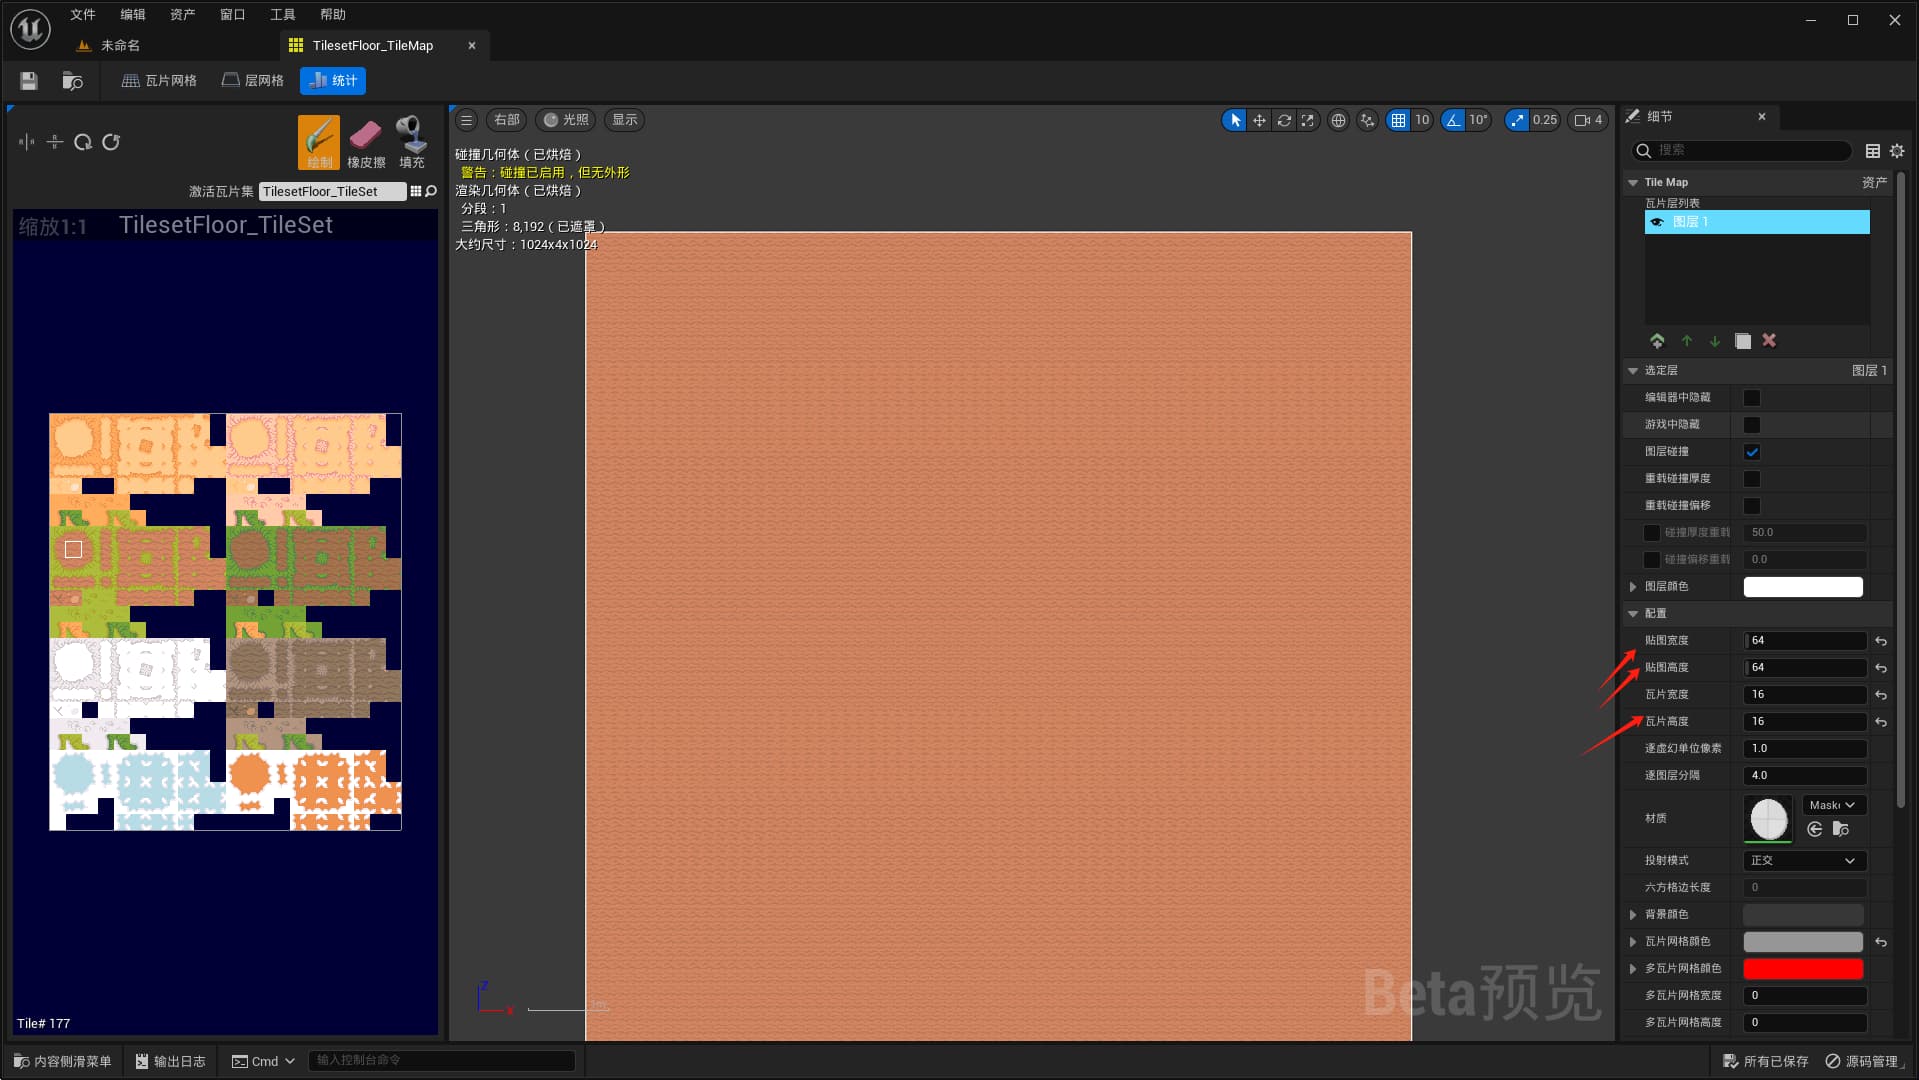 文件
编辑
资产
窗口
工具
帮助
未命名
TilesetFloor_TileMap
瓦片网格
层网格
统计
绘制
橡皮擦
填充
激活瓦片集
TilesetFloor_TileSet
缩放1:1
TilesetFloor_TileSet
Tile# 177
右部
光照
显示
10
10°
0.25
4
碰撞几何体（已烘焙）
警告：碰撞已启用，但无外形
渲染几何体（已烘焙）
分段：1
三角形：8,192（已遮罩）
大约尺寸：1024x4x1024
Z
X
1m
Beta预览
细节
搜索
Tile Map
资产
瓦片层列表
图层 1
选定层
图层 1
编辑器中隐藏
游戏中隐藏
图层碰撞
重载碰撞厚度
重载碰撞偏移
碰撞厚度重载
50.0
碰撞偏移重载
0.0
图层颜色
配置
贴图宽度
64
贴图高度
64
瓦片宽度
16
瓦片高度
16
逐虚幻单位像素
1.0
逐图层分隔
4.0
材质
Mask
投射模式
正交
六方格边长度
0
背景颜色
瓦片网格颜色
多瓦片网格颜色
多瓦片网格宽度
0
多瓦片网格高度
0
内容侧滑菜单
输出日志
Cmd
输入控制台命令
所有已保存
源码管理